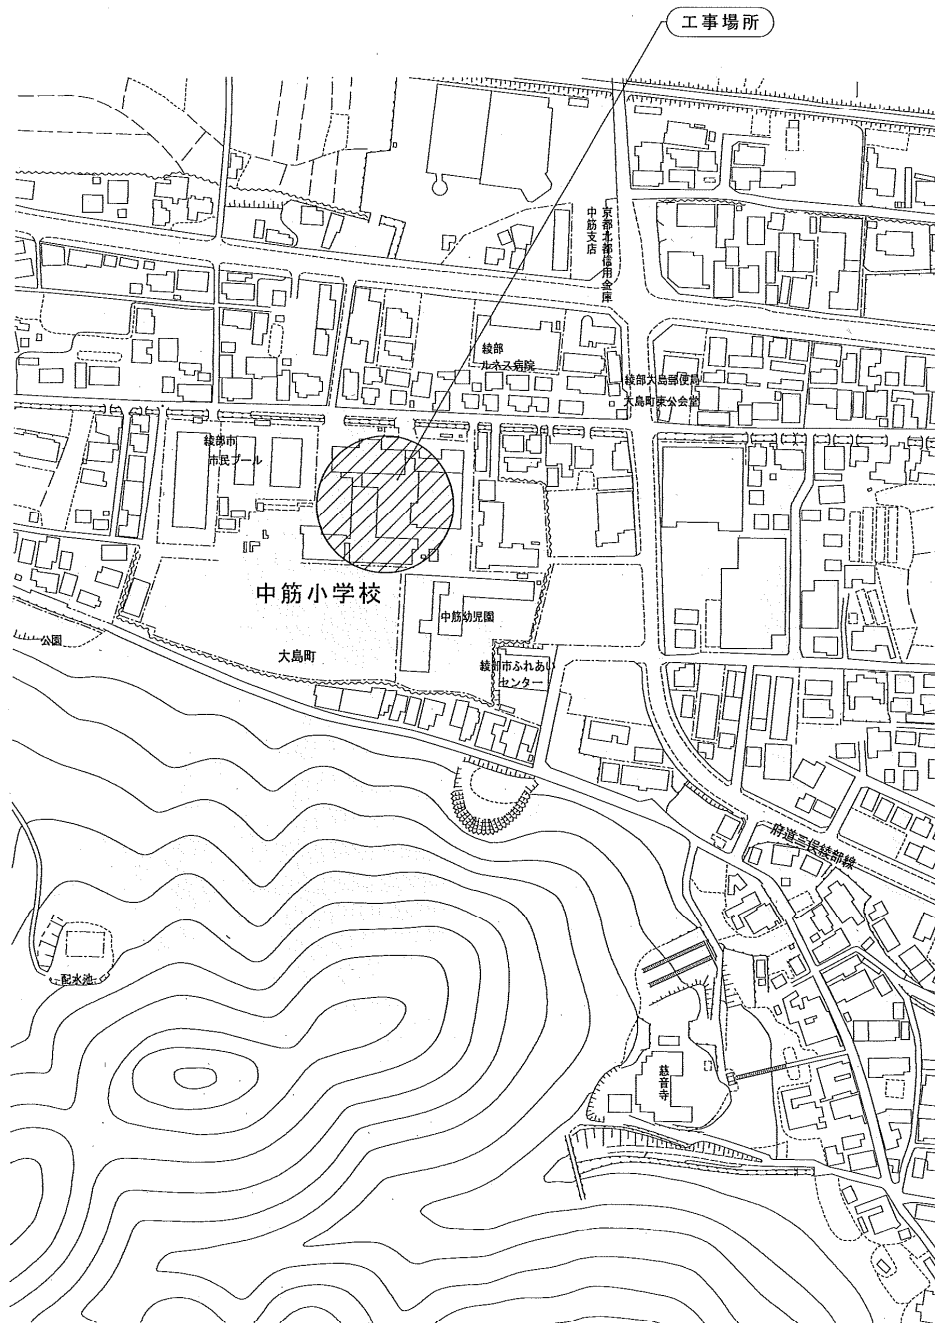 工事場所
京都北都信用金庫
中筋支店
綾部
ルネス病院
綾部大島郵便局
大島町東公会堂
綾部市
市民プール
中筋小学校
中筋幼児園
公園
大島町
綾部市ふれあい
センター
府道三俣綾部線
配水池
慈音寺